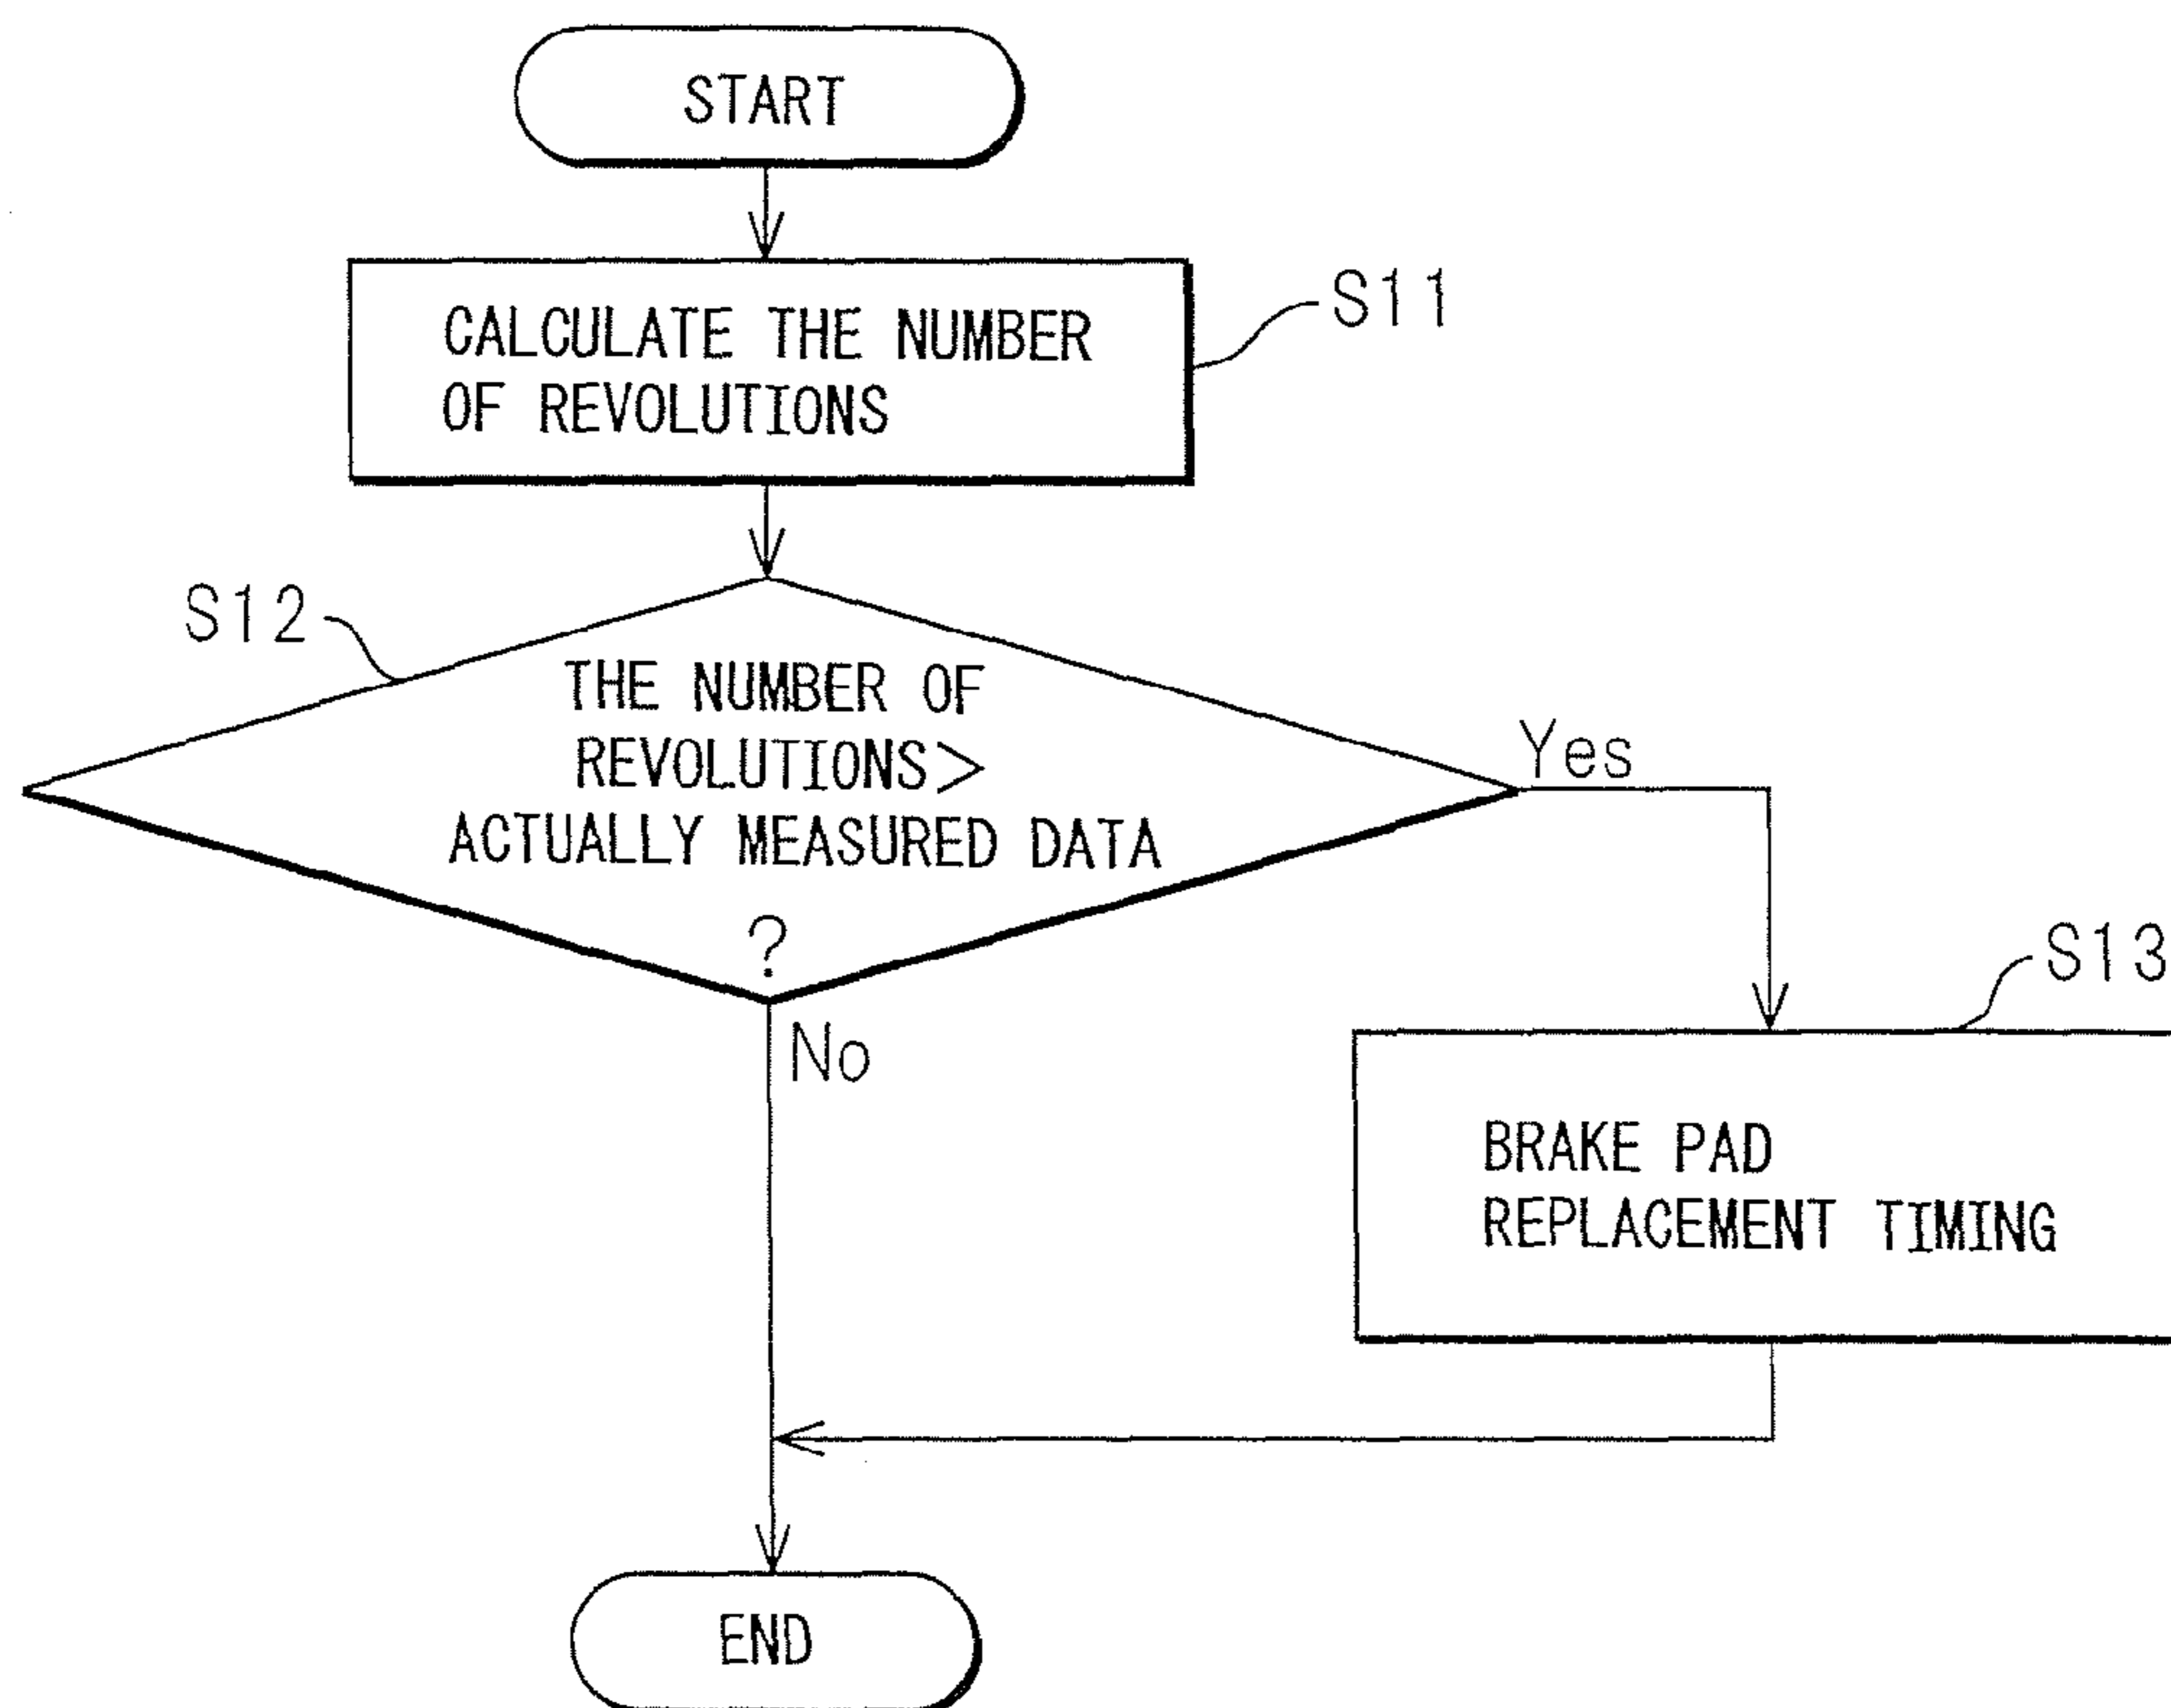 START
CALCULATE THE NUMBER
OF REVOLUTIONS
S11
S12
THE NUMBER OF
REVOLUTIONS>
ACTUALLY MEASURED DATA
?
Yes
No
S13
BRAKE PAD
REPLACEMENT TIMING
END